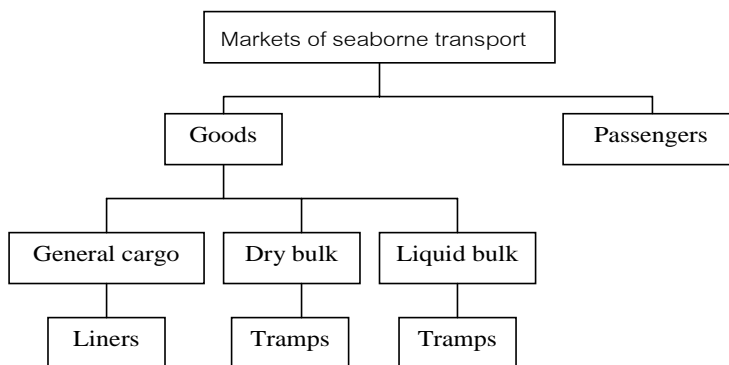 Markets of seaborne transport
Goods
Passengers
General cargo
Dry bulk
Liquid bulk
Liners
Tramps
Tramps